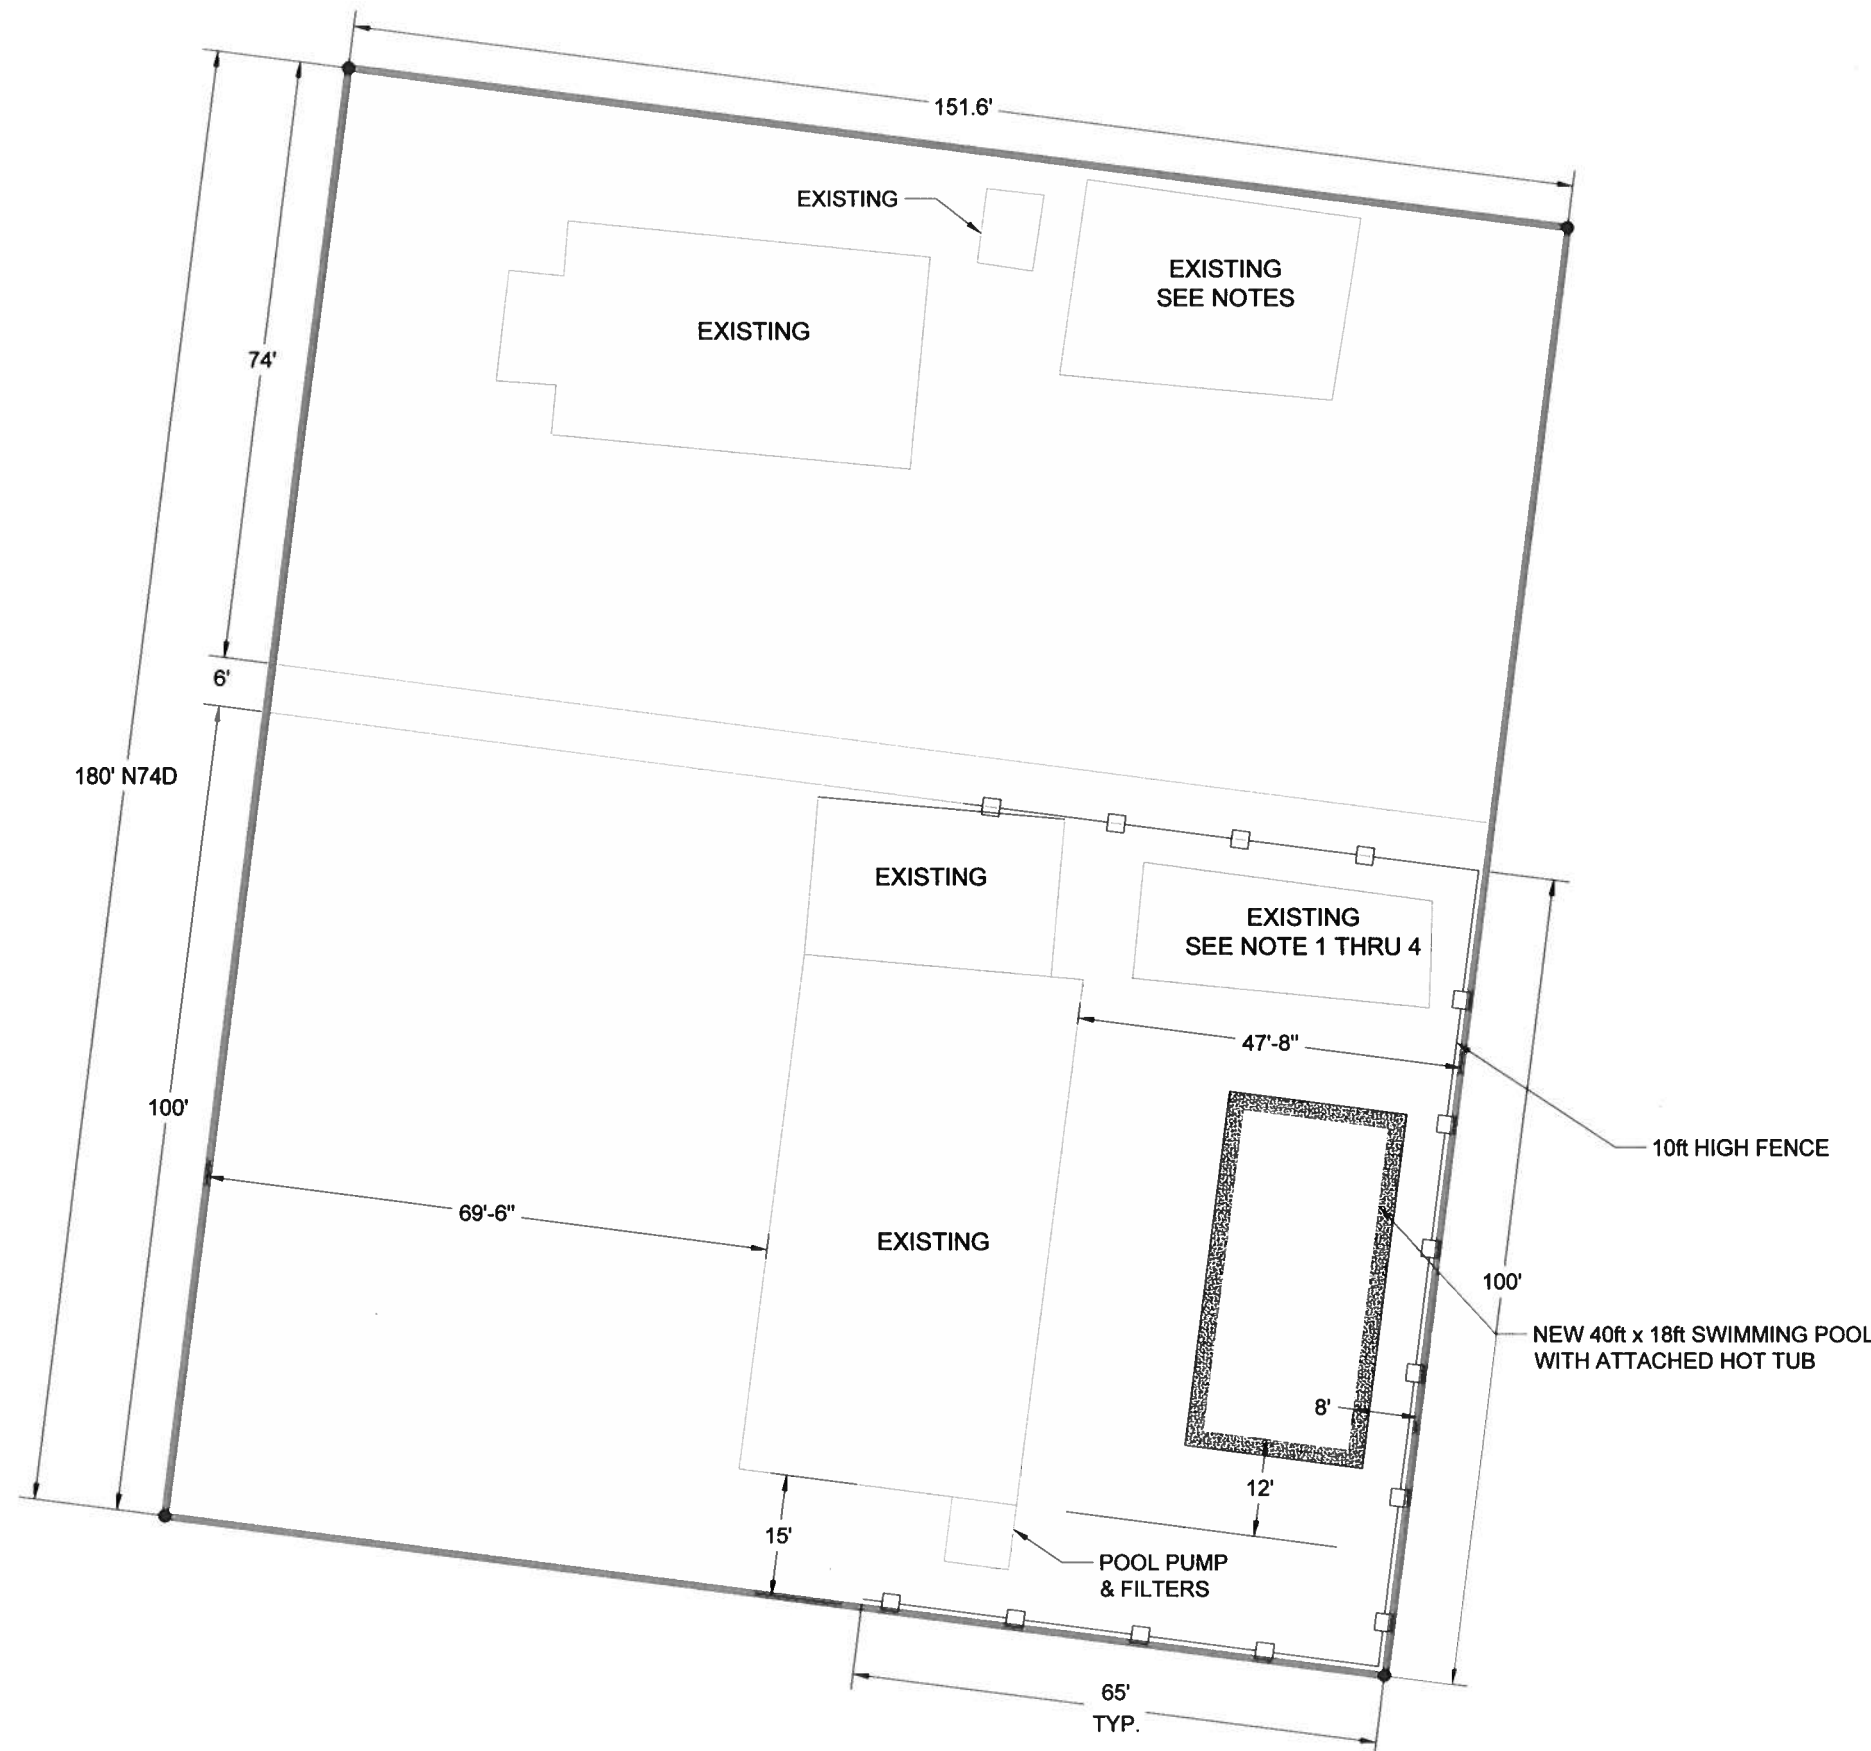 151.6'
EXISTING
EXISTING
SEE NOTES
EXISTING
74'
6'
180' N74D
EXISTING
EXISTING
SEE NOTE 1 THRU 4
47'-8"
100'
10ft HIGH FENCE
69'-6"
EXISTING
100'
NEW 40ft x 18ft SWIMMING POOL
WITH ATTACHED HOT TUB
8'
12'
15'
POOL PUMP
& FILTERS
65'
TYP.